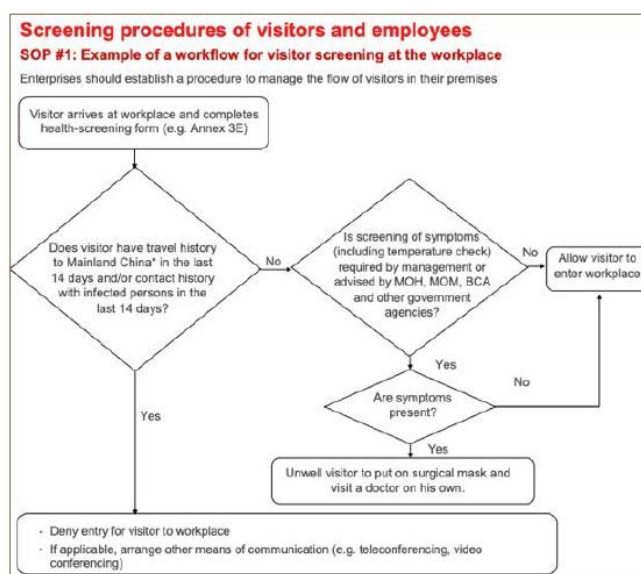 Screening procedures of visitors and employees
SOP #1: Example of a workflow for visitor screening at the workplace
Enterprises should establish a procedure to manage the flow of visitors in their premises
Visitor arrives at workplace and completes
health-screening form (e.g. Annex 3E)
Does visitor have travel history
to Mainland China* in the last
14 days and/or contact history
with infected persons in the
last 14 days?
No
Is screening of symptoms
(including temperature check)
required by management or
advised by MOH, MOM, BCA
and other government
agencies?
No
Allow visitor to
enter workplace
Yes
No
Are symptoms
present?
Yes
Yes
Unwell visitor to put on surgical mask and
visit a doctor on his own.
· Deny entry for visitor to workplace
· If applicable, arrange other means of communication (e.g. teleconferencing, video
conferencing)